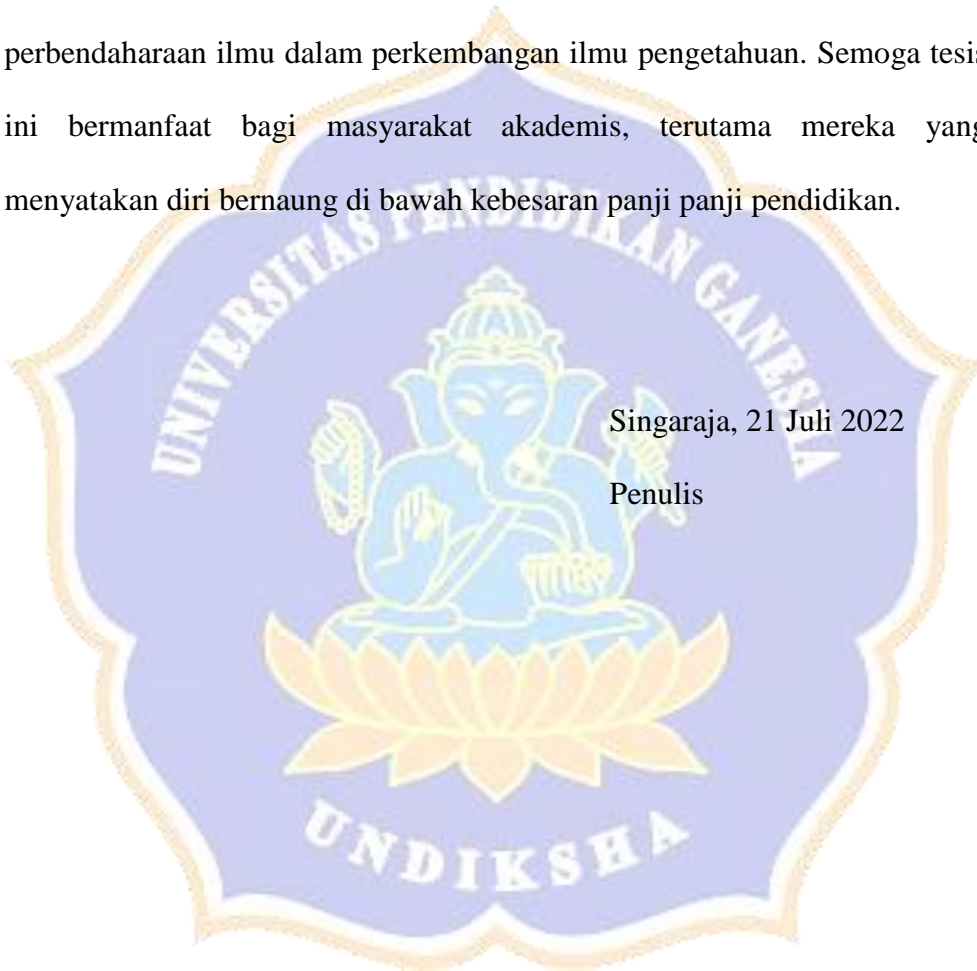 perbendaharaan ilmu dalam perkembangan ilmu pengetahuan. Semoga tesis
ini bermanfaat bagi masyarakat akademis, terutama mereka yang
menyatakan diri bernaung di bawah kebesaran panji panji pendidikan.
UNIVERSITAS PENDIDIKAN GANESHA
Singaraja, 21 Juli 2022
Penulis
UNDIKSHA